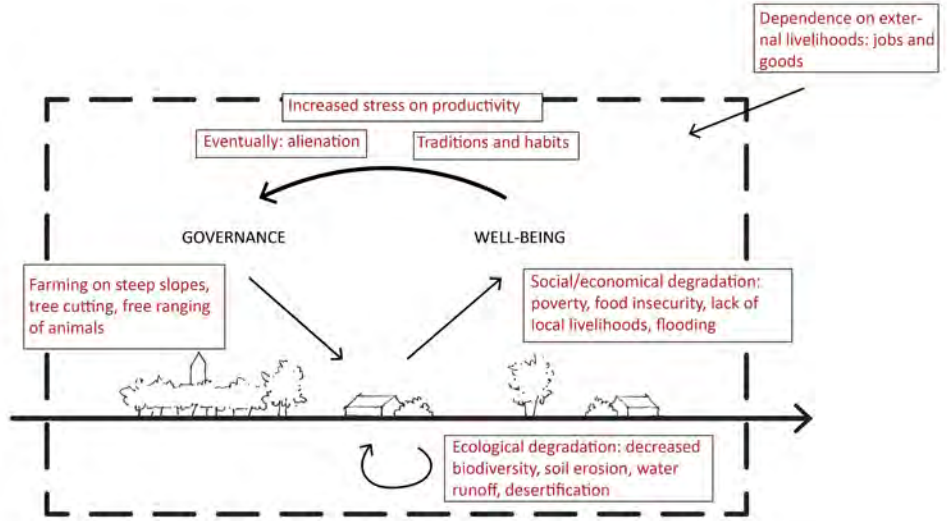 Dependence on exter-
nal livelihoods: jobs and
goods
Increased stress on productivity
Eventually: alienation
Traditions and habits
GOVERNANCE
WELL-BEING
Farming on steep slopes,
tree cutting, free ranging
of animals
Social/economical degradation:
poverty, food insecurity, lack of
local livelihoods, flooding
Ecological degradation: decreased
biodiversity, soil erosion, water
runoff, desertification